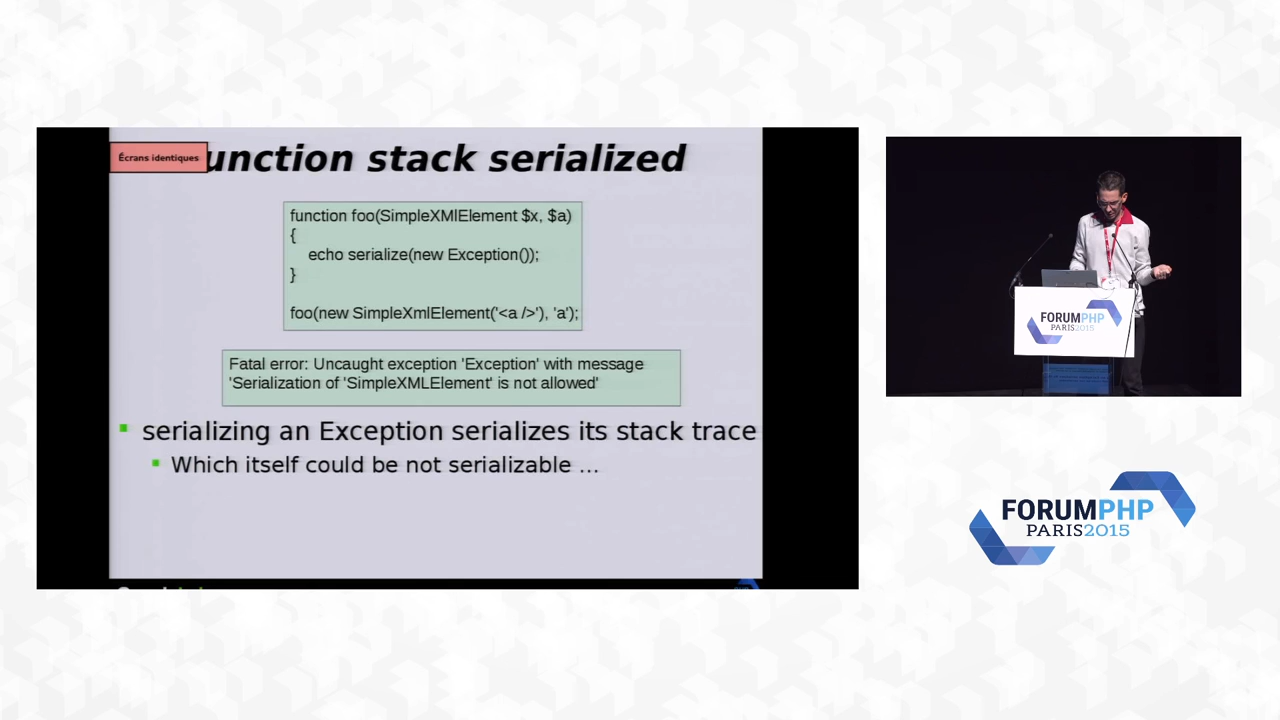 Écrans identiques
unction stack serialized
function foo(SimpleXMlElement $x, $a)
{
echo serialize(new Exception());
}
foo(new SimpleXmlElement('<a />'), 'a');
Fatal error: Uncaught exception 'Exception' with message
'Serialization of 'SimpleXMLElement' is not allowed'
serializing an Exception serializes its stack trace
Which itself could be not serializable ...
FORUMPHP
PARIS2015
FORUMPHP
PARIS2015